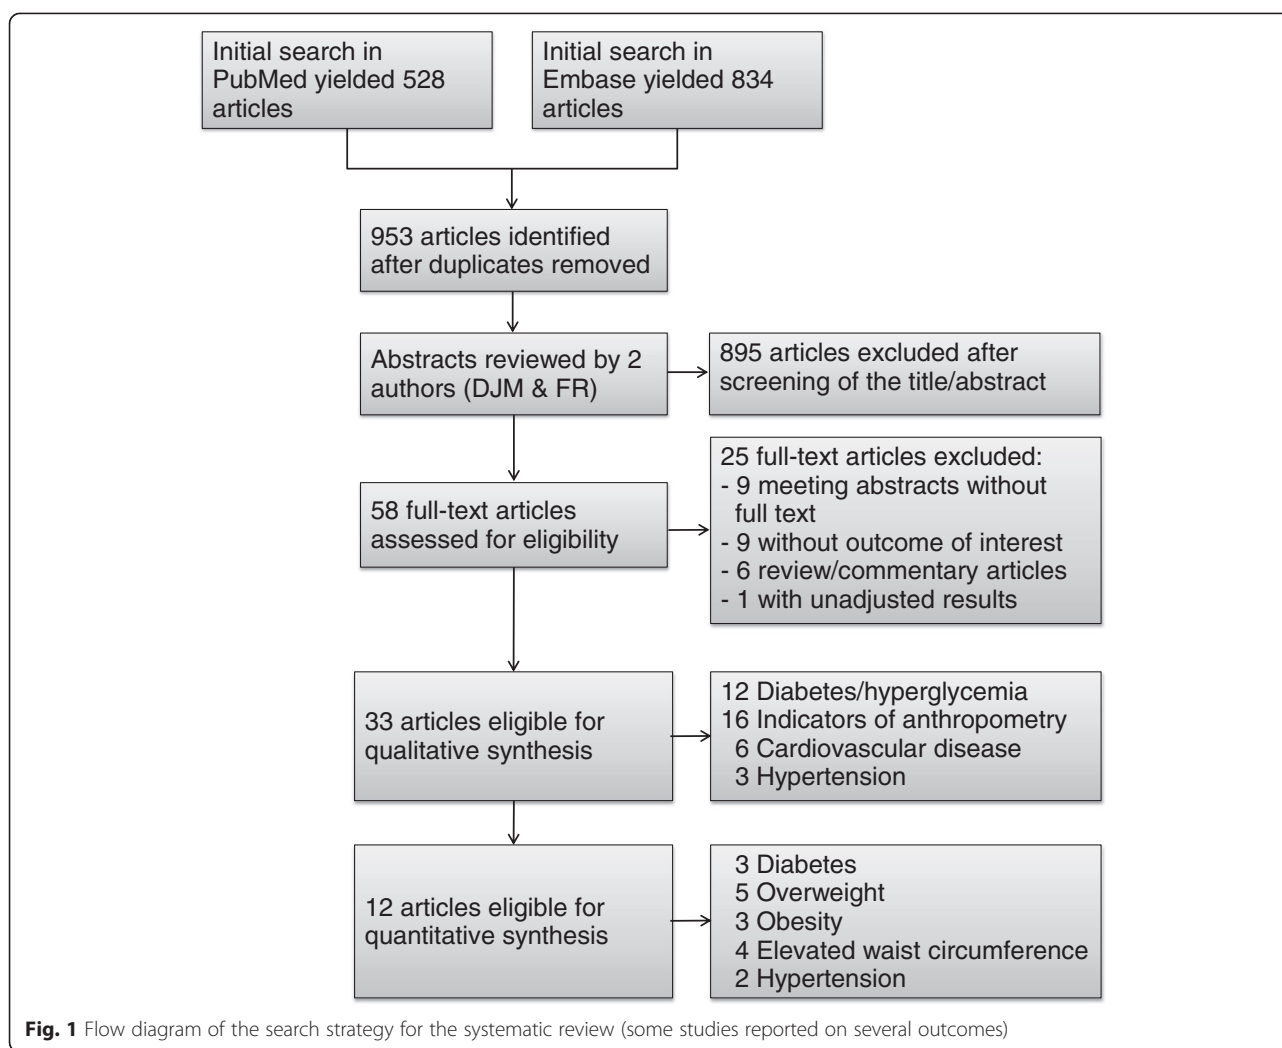 Initial search in
PubMed yielded 528
articles
Initial search in
Embase yielded 834
articles
953 articles identified
after duplicates removed
Abstracts reviewed by 2
authors (DJM & FR)
895 articles excluded after
screening of the title/abstract
58 full-text articles
assessed for eligibility
25 full-text articles excluded:
- 9 meeting abstracts without
full text
- 9 without outcome of interest
- 6 review/commentary articles
- 1 with unadjusted results
33 articles eligible for
qualitative synthesis
12 Diabetes/hyperglycemia
16 Indicators of anthropometry
6 Cardiovascular disease
3 Hypertension
12 articles eligible for
quantitative synthesis
3 Diabetes
5 Overweight
3 Obesity
4 Elevated waist circumference
2 Hypertension
Fig. 1 Flow diagram of the search strategy for the systematic review (some studies reported on several outcomes)